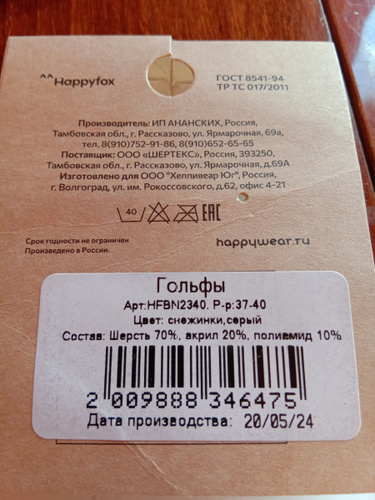 ^^Happyfox
ГОСТ 8541-94
ТР ТС 017/2011
Производитель: ИП АНАНСКИХ, Россия,
Тамбовская обл., г. Рассказово, ул. Ярмарочная, 69а,
тел. 8(910)752-91-86, 8(910)652-65-65
Поставщик: ООО «ШЕРТЕКС», Россия, 393250,
Тамбовская обл., г. Рассказово, ул. Ярмарочная, д.69А
Изготовлено для ООО "Хеппивеар Юг", Россия,
г. Волгоград, ул. им. Рокоссовского, д.62, офис 4-21
40 EAC
Срок годности не ограничен
Произведено в России.
happywear.ru
Гольфы
Арт:HFBN2340. Р-р:37-40
Цвет: снежинки,серый
Состав: Шерсть 70%, акрил 20%, полиамид 10%
2 009888 346475
Дата производства: 20/05/24